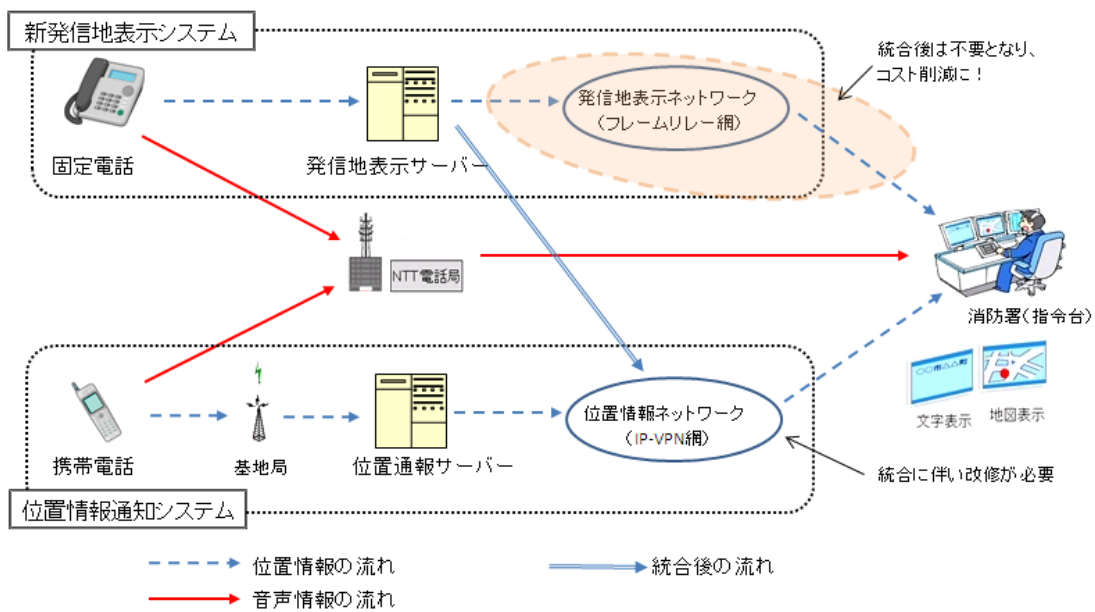 新発信地表示システム
統合後は不要となり、
コスト削減に！
発信地表示ネットワーク
（フレームリレー網）
固定電話
発信地表示サーバー
NTT電話局
消防署（指令台）
〇〇市△△町
文字表示
地図表示
位置情報ネットワーク
（IP-VPN網）
携帯電話
基地局
位置通報サーバー
統合に伴い改修が必要
位置情報通知システム
位置情報の流れ
統合後の流れ
音声情報の流れ